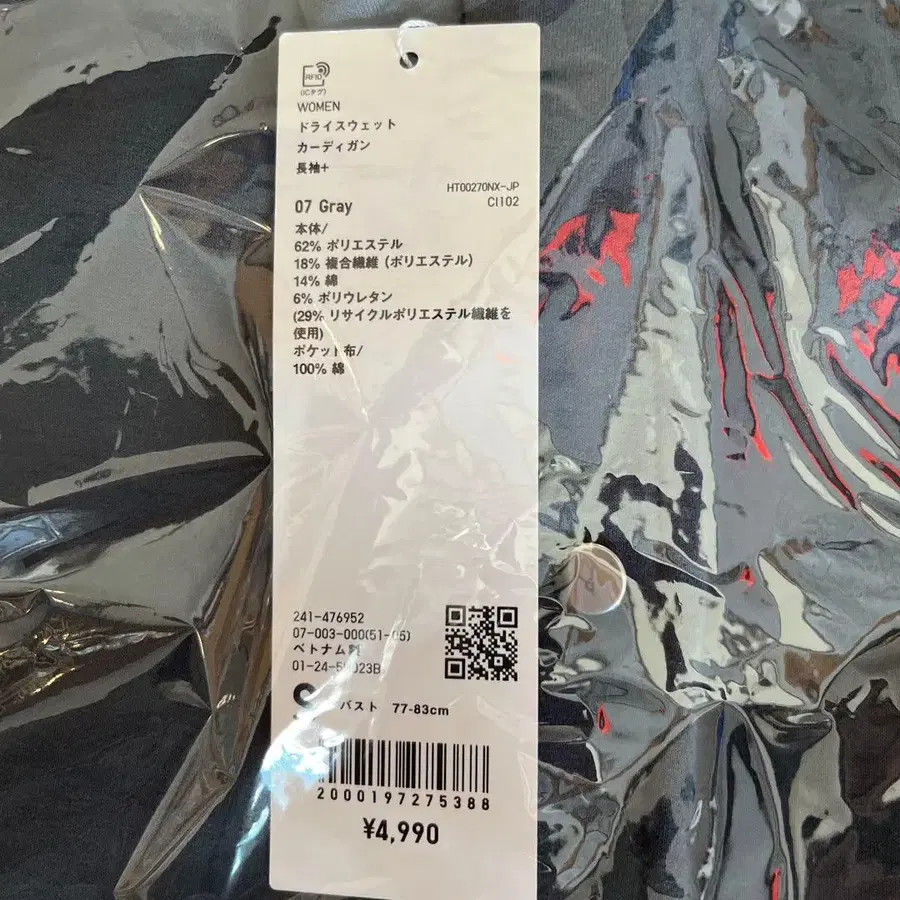 RFID
(ICタグ)
WOMEN
ドライスウェット
カーディガン
長袖+
HT00270NX-JP
07 Gray
CI102
本体/
62% ポリエステル
18% 複合繊維 (ポリエステル)
14% 綿
6% ポリウレタン
(29% リサイクルポリエステル繊維を
使用)
ポケット布/
100% 綿
241-476952
07-003-000(51-05)
ベトナム製
バスト 77-83cm
2000197275388
¥4,990